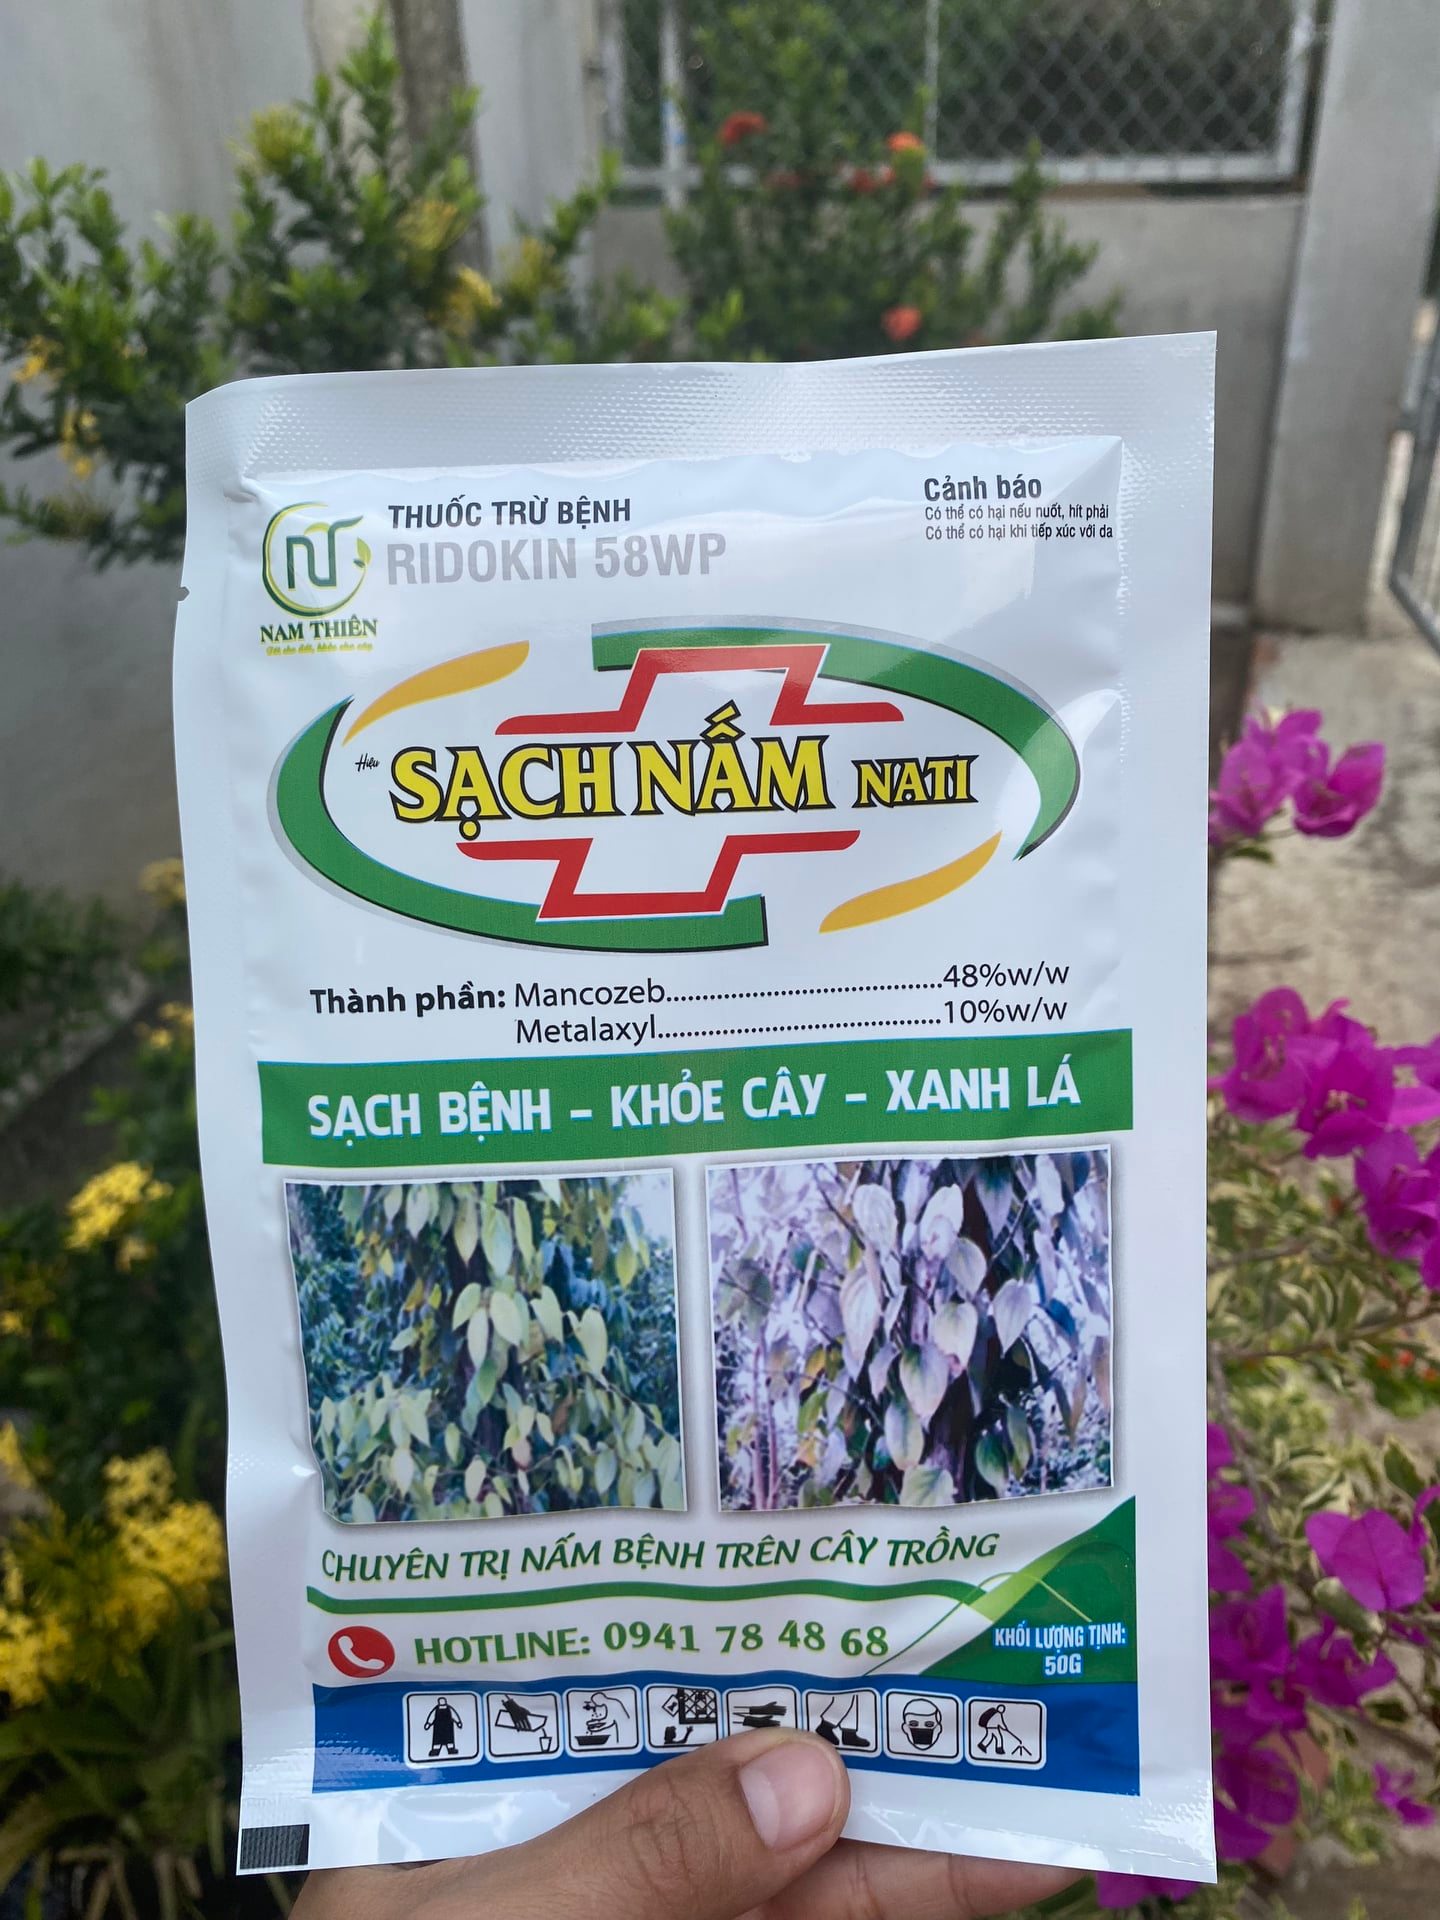 THUỐC TRỪ BỆNH
RIDOKIN 58WP
Cảnh báo
Có thể có hại nếu nuốt, hít phải
Có thể có hại khi tiếp xúc với da
NAM THIÊN
Hiệu
SẠCH NẤM NATI
Thành phần: Mancozeb..................................48%w/w
Metalaxyl...................................10%w/w
SẠCH BỆNH – KHỎE CÂY – XANH LÁ
CHUYÊN TRỊ NẤM BỆNH TRÊN CÂY TRỒNG
HOTLINE: 0941 78 48 68
KHỐI LƯỢNG TỊNH:
50G